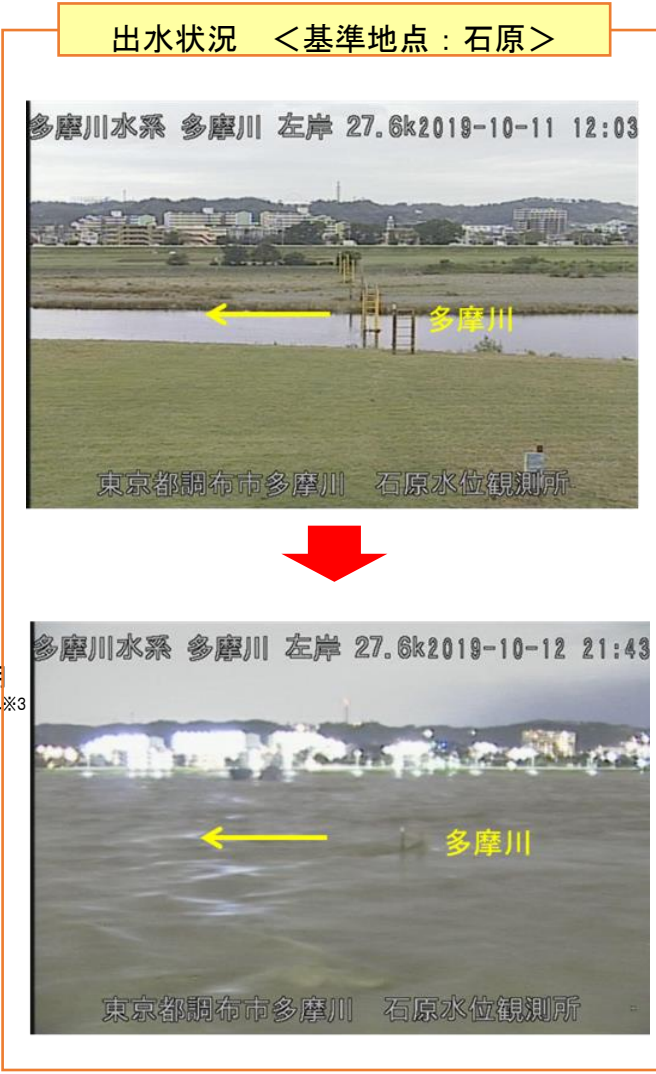 出水状況　＜基準地点：石原＞
多摩川水系 多摩川 左岸 27.6k2019-10-11 12:03
多摩川
東京都調布市多摩川　石原水位観測所
多摩川水系 多摩川 左岸 27.6k2019-10-12 21:43
※3
多摩川
東京都調布市多摩川　石原水位観測所